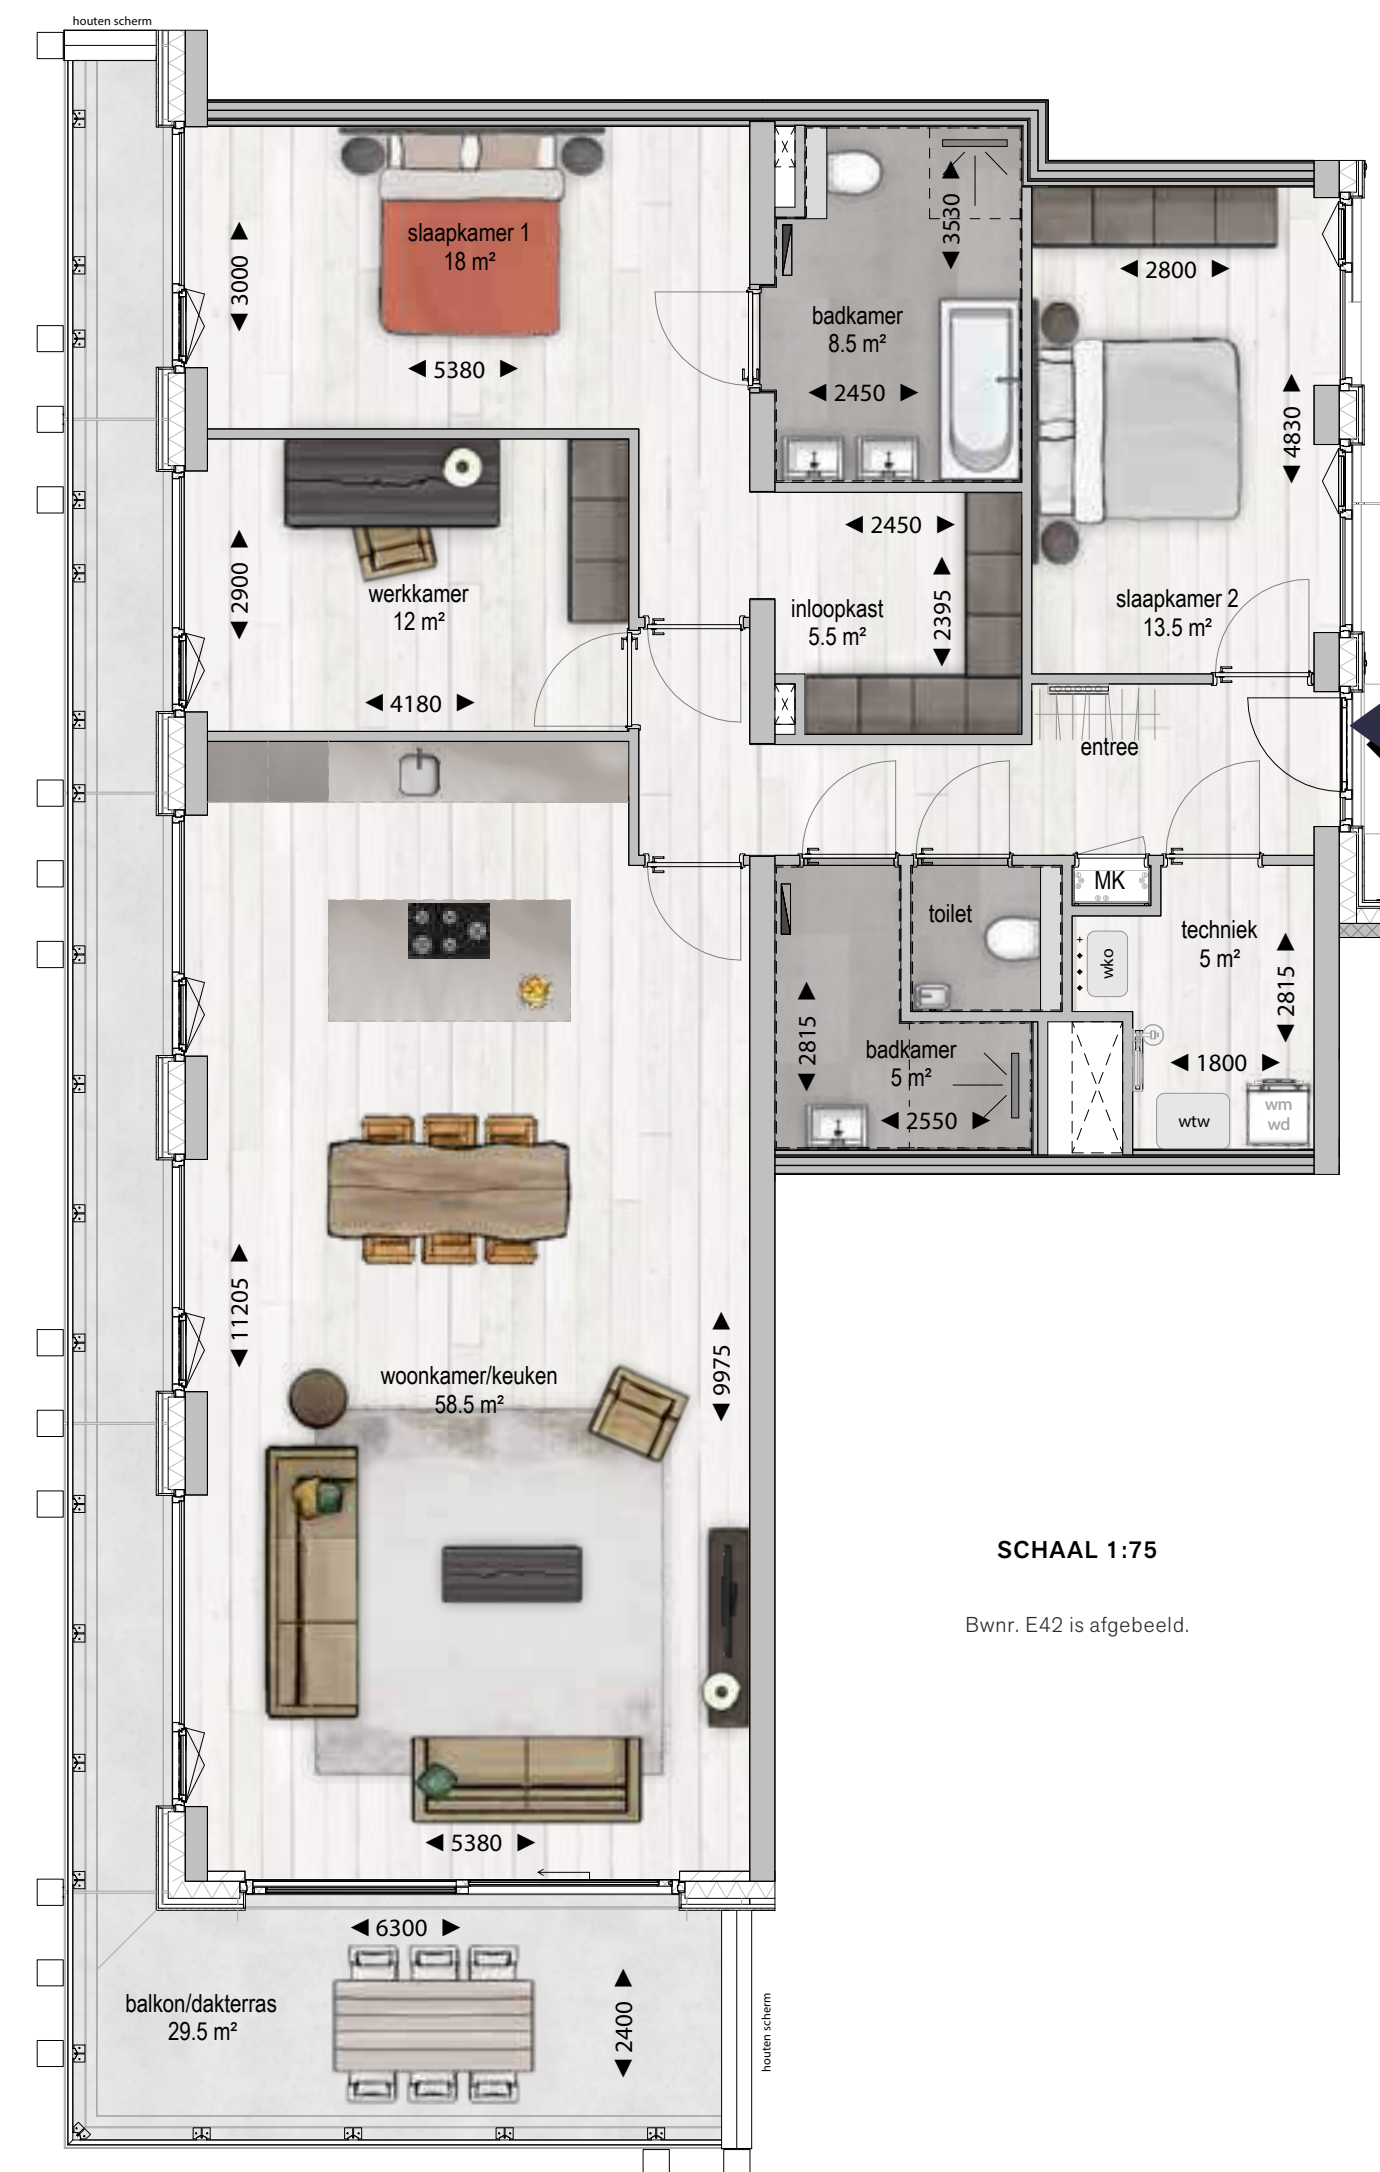 houten scherm
slaapkamer 1
18 m²
3000
5380
3530
badkamer
8.5 m²
2450
2800
4830
werkkamer
12 m²
2900
4180
2450
inloopkast
5.5 m²
2395
slaapkamer 2
13.5 m²
entree
MK
toilet
techniek
5 m²
wko
2815
2815
badkamer
5 m²
2550
1800
wtw
wm
wd
11205
9975
woonkamer/keuken
58.5 m²
5380
SCHAAL 1:75
Bwnr. E42 is afgebeeld.
6300
balkon/dakterras
29.5 m²
2400
houten scherm